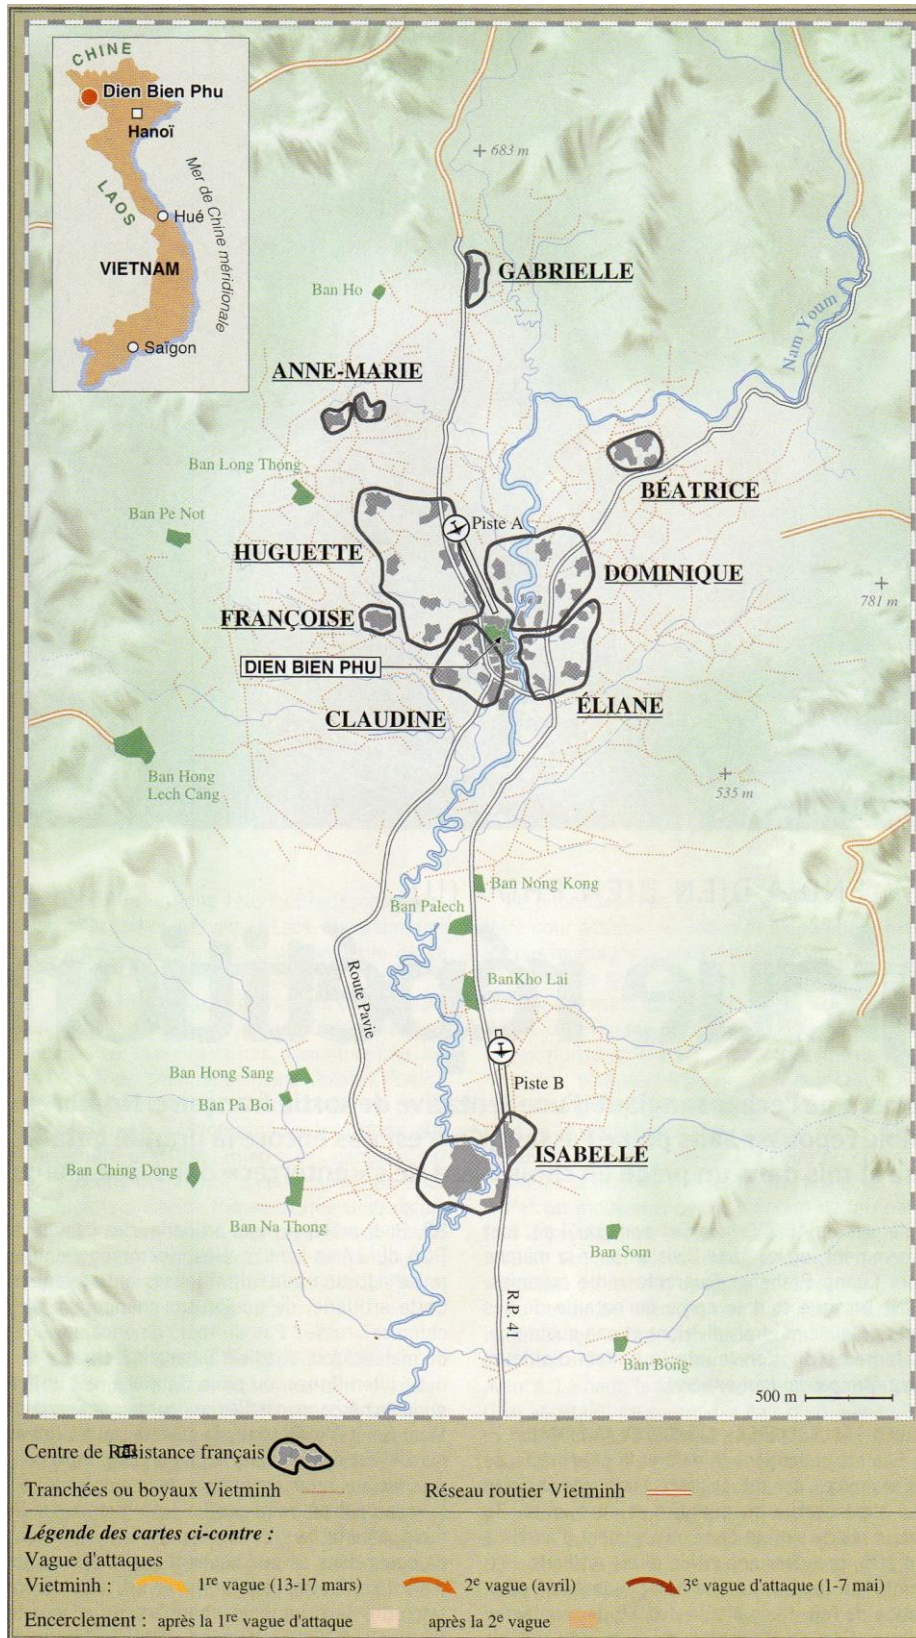 CHINE
Dien Bien Phu
Hanoï
LAOS
Hué
Mer de Chine méridionale
VIETNAM
Saïgon
683 m
GABRIELLE
Ban Ho
Nam Youm
ANNE-MARIE
Ban Long Thong
BÉATRICE
Ban Pe Not
Piste A
HUGUETTE
DOMINIQUE
781 m
FRANÇOISE
DIEN BIEN PHU
CLAUDINE
ÉLIANE
Ban Hong
Lech Cang
535 m
Ban Nong Kong
Ban Palech
BanKho Lai
Route Pavie
Ban Hong Sang
Piste B
Ban Pa Boi
ISABELLE
Ban Ching Dong
Ban Na Thong
Ban Som
R.P. 41
Ban Bong
500 m
Centre de Résistance français
Tranchées ou boyaux Vietminh
Réseau routier Vietminh
Légende des cartes ci-contre :
Vague d'attaques
Vietminh : 1re vague (13-17 mars) 2e vague (avril) 3e vague d'attaque (1-7 mai)
Encerclement : après la 1re vague d'attaque après la 2e vague